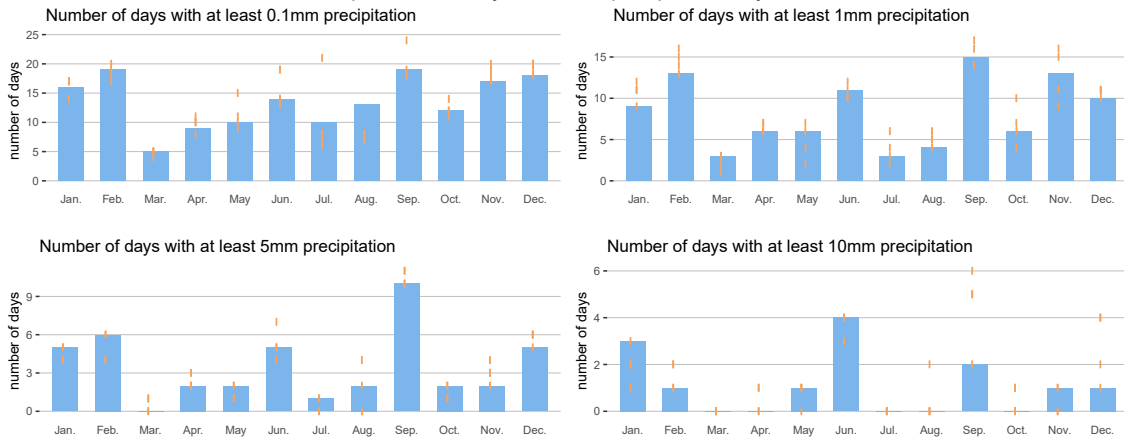 Number of days with at least 0.1mm precipitation
number of days
25
20
15
10
5
0
Jan. Feb. Mar. Apr. May Jun. Jul. Aug. Sep. Oct. Nov. Dec.
Number of days with at least 1mm precipitation
number of days
15
10
5
0
Jan. Feb. Mar. Apr. May Jun. Jul. Aug. Sep. Oct. Nov. Dec.
Number of days with at least 5mm precipitation
number of days
9
6
3
0
Jan. Feb. Mar. Apr. May Jun. Jul. Aug. Sep. Oct. Nov. Dec.
Number of days with at least 10mm precipitation
number of days
6
4
2
0
Jan. Feb. Mar. Apr. May Jun. Jul. Aug. Sep. Oct. Nov. Dec.